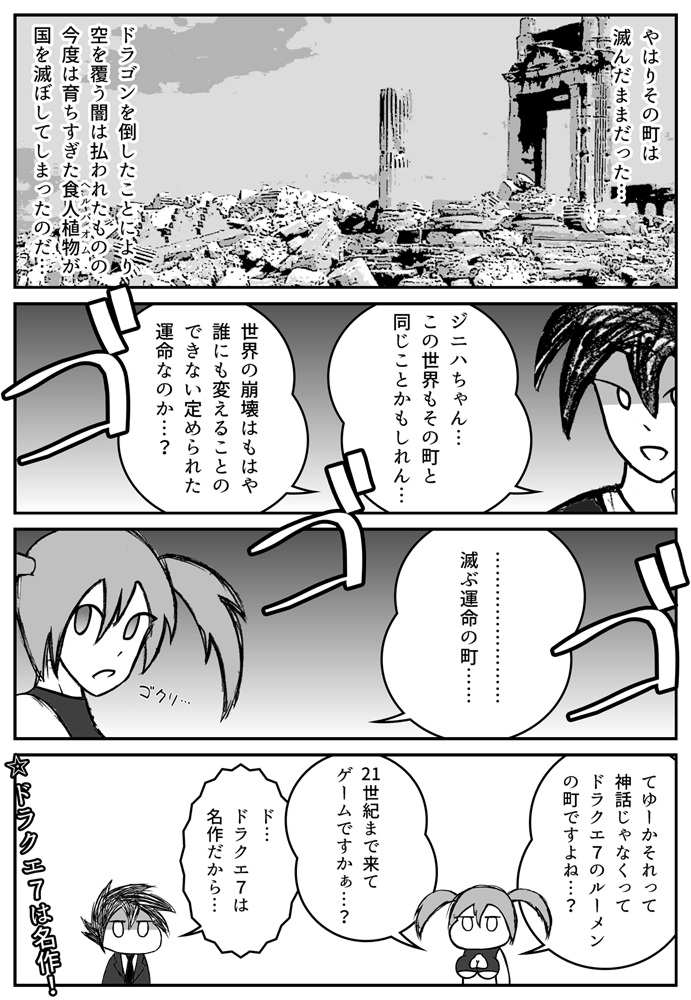 やはりその町は
滅んだままだった…
ドラゴンを倒したことにより、
空を覆う闇は払われたものの
今度は育ちすぎた食人植物が
ヘルバオム
国を滅ぼしてしまったのだ…
ジニハちゃん…
この世界もその町と
同じことかもしれん…
世界の崩壊はもはや
誰にも変えることの
できない定められた
運命なのか…？
ゴゴゴゴ
…………………………
滅ぶ運命の町……
ゴクリ…
てゆーかそれって
神話じゃなくって
ドラクエ７のルーメン
の町ですよね…？
21世紀まで来て
ゲームですかぁ…？
ド…
ドラクエ７は
名作だから…
☆ドラクエ７は名作！